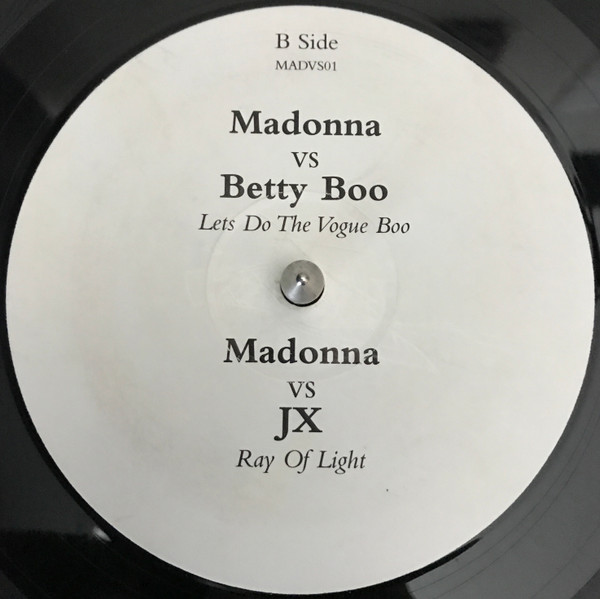 B Side
MADVS01
Madonna
VS
Betty Boo
Lets Do The Vogue Boo
Madonna
VS
JX
Ray Of Light